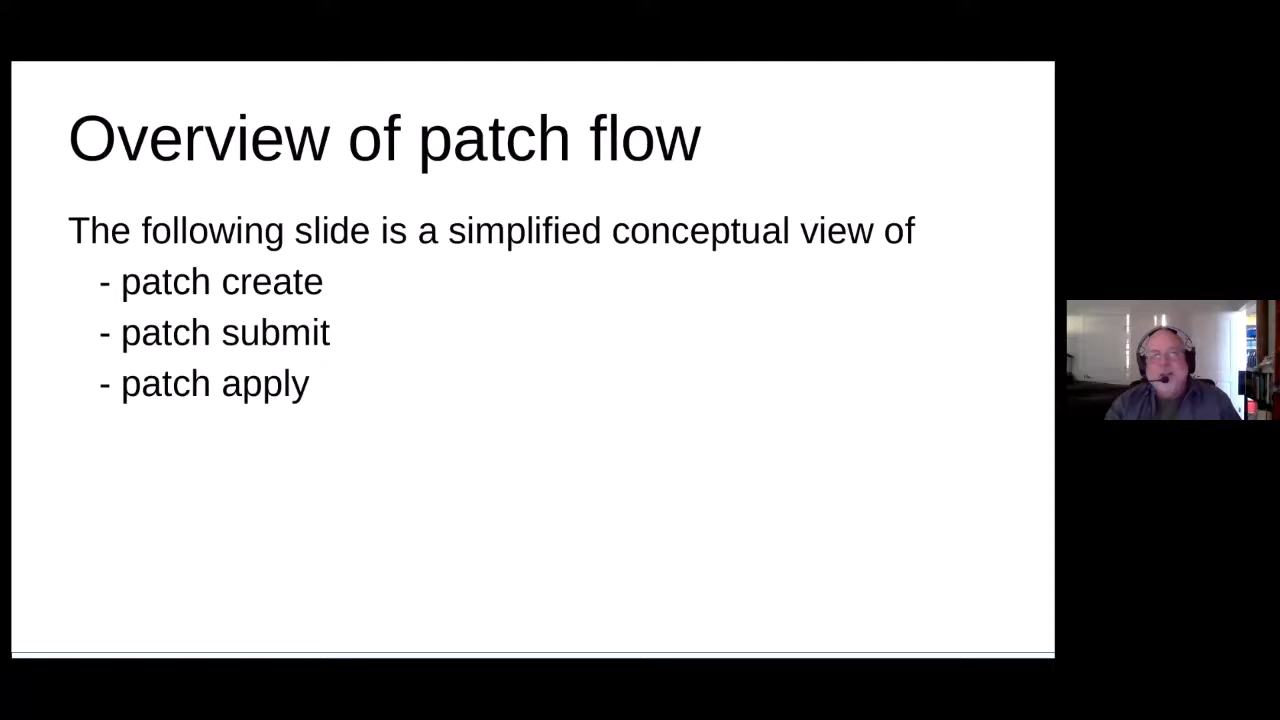 Overview of patch flow
The following slide is a simplified conceptual view of
- patch create
- patch submit
- patch apply